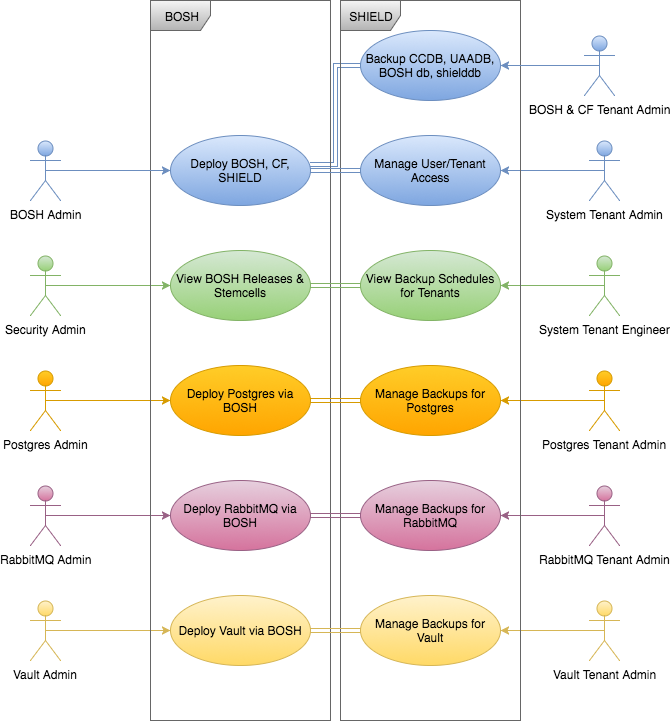 BOSH
SHIELD
Backup CCDB, UAADB,
BOSH db, shielddb
BOSH & CF Tenant Admin
Deploy BOSH, CF,
SHIELD
Manage User/Tenant
Access
BOSH Admin
System Tenant Admin
View BOSH Releases &
Stemcells
View Backup Schedules
for Tenants
Security Admin
System Tenant Engineer
Deploy Postgres via
BOSH
Manage Backups for
Postgres
Postgres Admin
Postgres Tenant Admin
Deploy RabbitMQ via
BOSH
Manage Backups for
RabbitMQ
RabbitMQ Admin
RabbitMQ Tenant Admin
Deploy Vault via BOSH
Manage Backups for
Vault
Vault Admin
Vault Tenant Admin